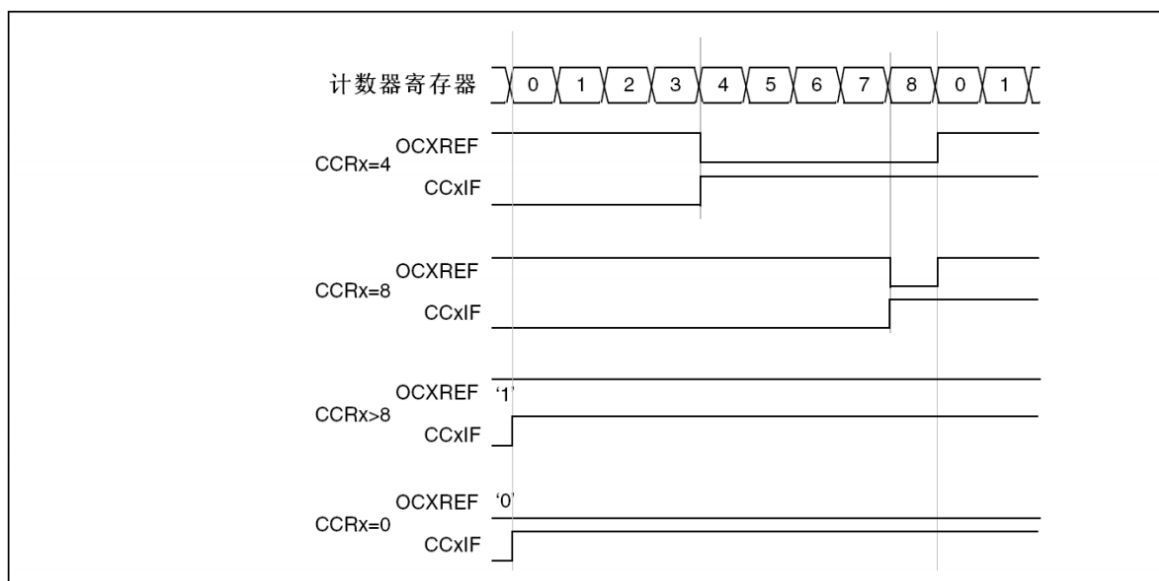 计数器寄存器 0 1 2 3 4 5 6 7 8 0 1
OCXREF
CCRx=4
CCxIF
OCXREF
CCRx=8
CCxIF
OCXREF ‘1’
CCRx>8
CCxIF
OCXREF ‘0’
CCRx=0
CCxIF